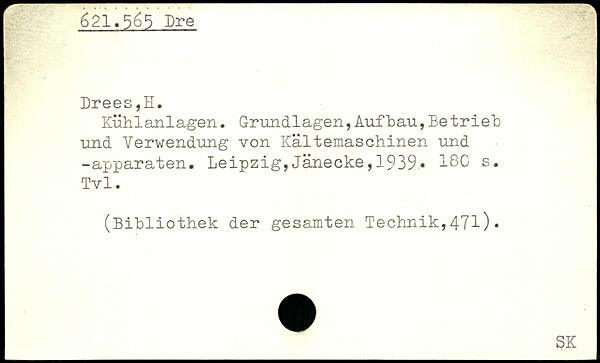 621.565 Dre
Drees,H.
Kühlanlagen. Grundlagen,Aufbau,Betrieb
und Verwendung von Kältemaschinen und
-apparaten. Leipzig,Jänecke,1939. 180 s.
Tvl.
(Bibliothek der gesamten Technik,471).
SK